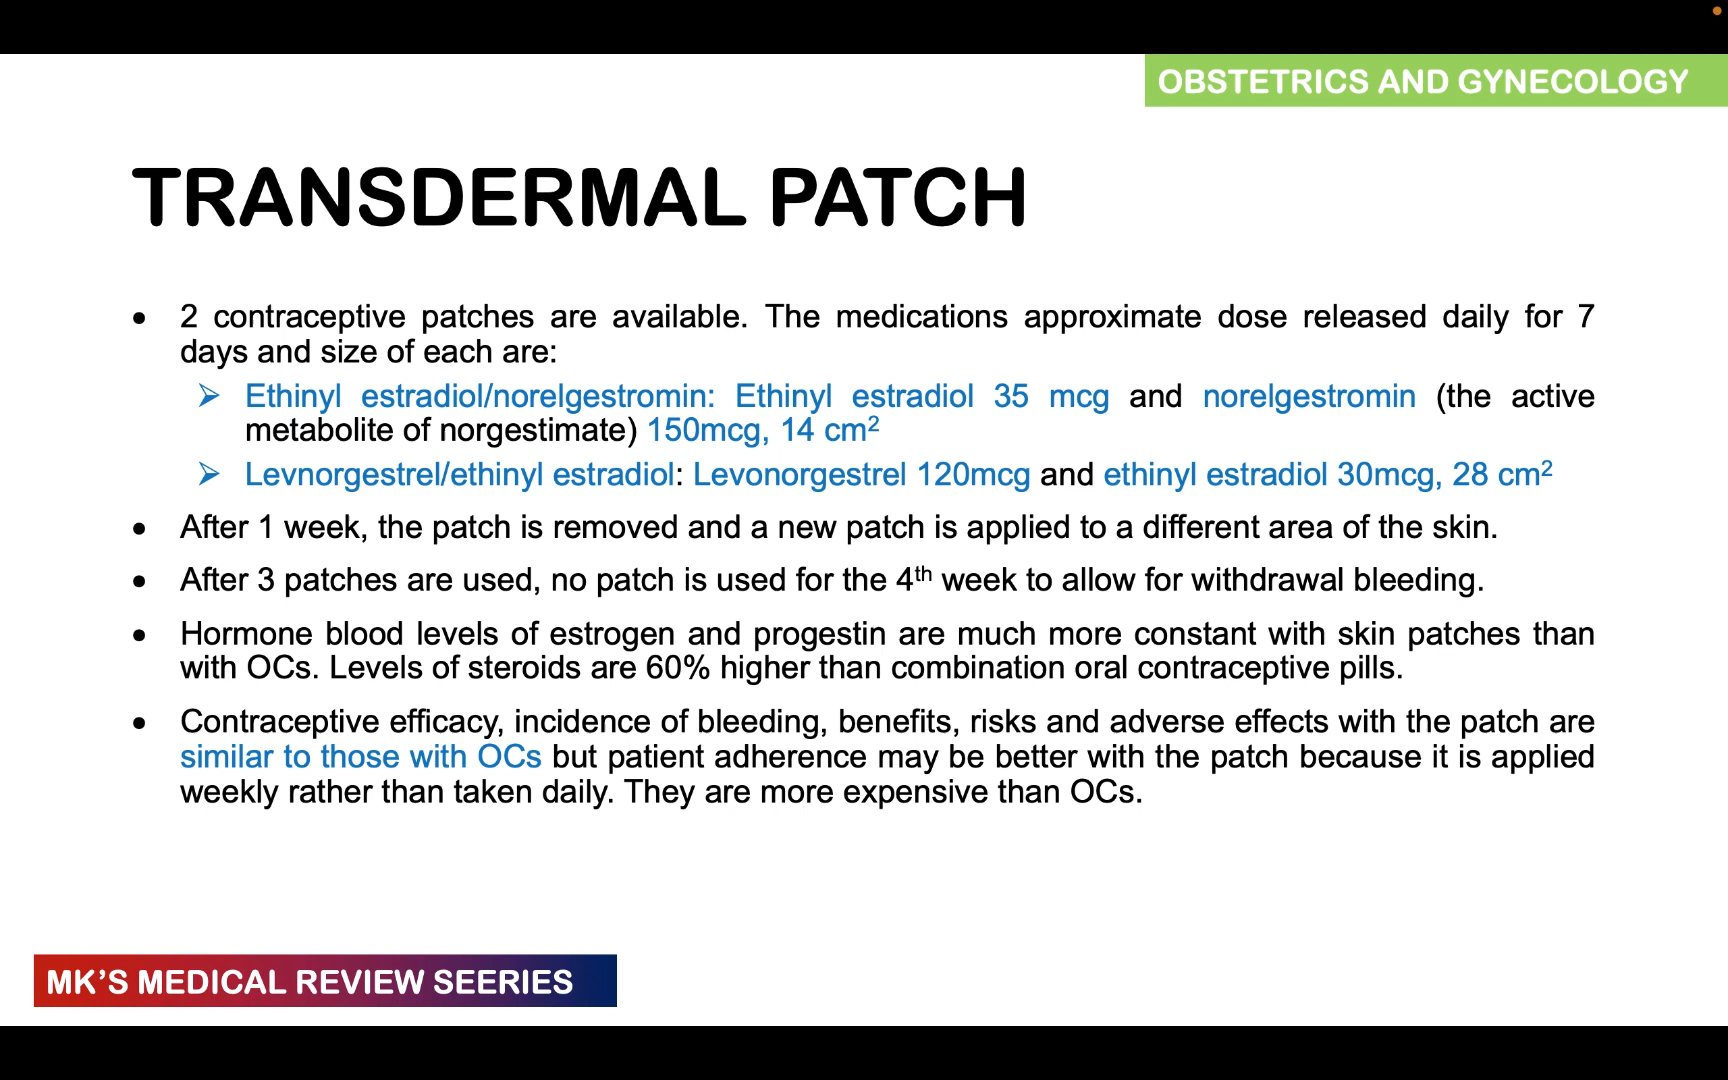 OBSTETRICS AND GYNECOLOGY
TRANSDERMAL PATCH
• 2 contraceptive patches are available. The medications approximate dose released daily for 7
days and size of each are:
➢ Ethinyl estradiol/norelgestromin: Ethinyl estradiol 35 mcg and norelgestromin (the active
metabolite of norgestimate) 150mcg, 14 cm²
➢ Levnorgestrel/ethinyl estradiol: Levonorgestrel 120mcg and ethinyl estradiol 30mcg, 28 cm²
• After 1 week, the patch is removed and a new patch is applied to a different area of the skin.
• After 3 patches are used, no patch is used for the 4th week to allow for withdrawal bleeding.
• Hormone blood levels of estrogen and progestin are much more constant with skin patches than
with OCs. Levels of steroids are 60% higher than combination oral contraceptive pills.
• Contraceptive efficacy, incidence of bleeding, benefits, risks and adverse effects with the patch are
similar to those with OCs but patient adherence may be better with the patch because it is applied
weekly rather than taken daily. They are more expensive than OCs.
MK'S MEDICAL REVIEW SEERIES